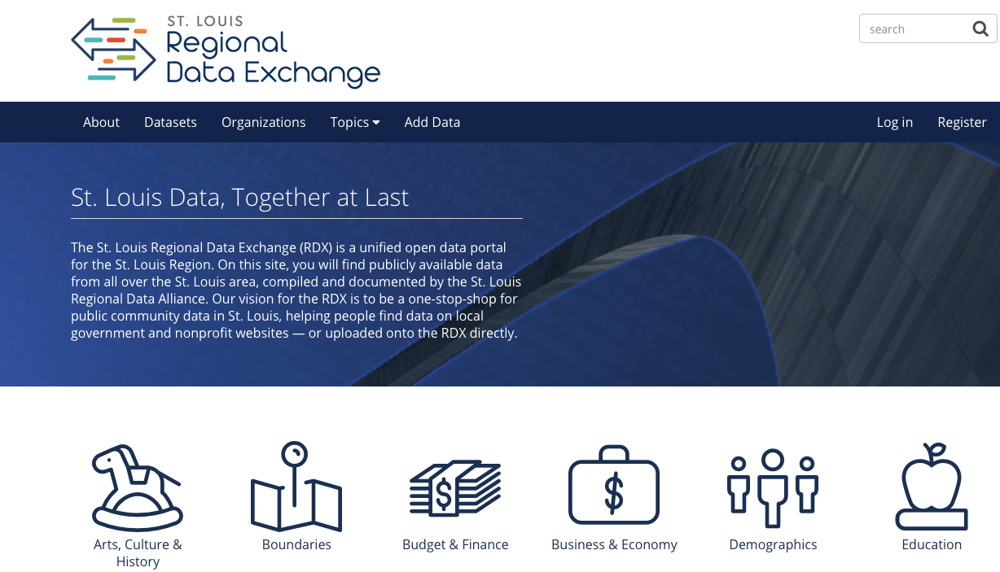 ST. LOUIS
Regional
Data Exchange
search
About Datasets Organizations Topics Add Data Log in Register
St. Louis Data, Together at Last
The St. Louis Regional Data Exchange (RDX) is a unified open data portal
for the St. Louis Region. On this site, you will find publicly available data
from all over the St. Louis area, compiled and documented by the St. Louis
Regional Data Alliance. Our vision for the RDX is to be a one-stop-shop for
public community data in St. Louis, helping people find data on local
government and nonprofit websites — or uploaded onto the RDX directly.
$ $
Arts, Culture & Boundaries Budget & Finance Business & Economy Demographics Education
History